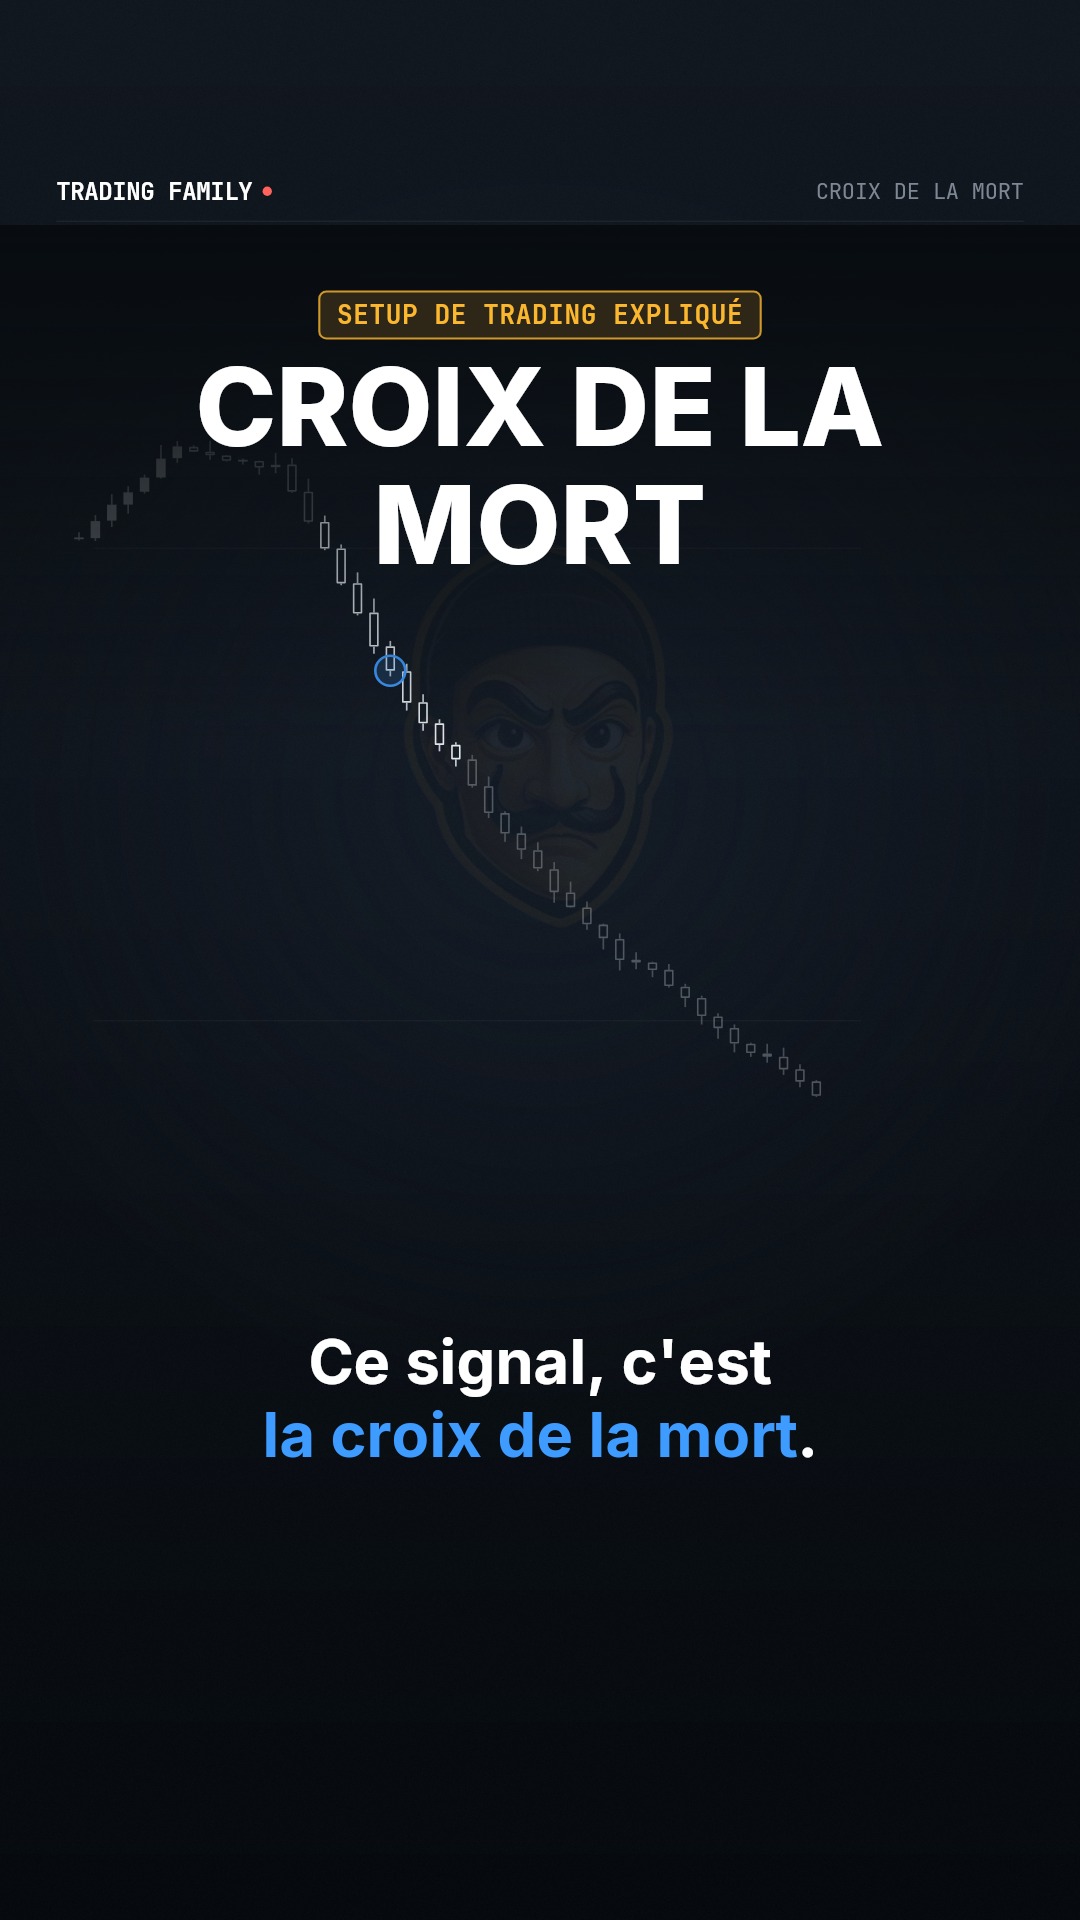 TRADING FAMILY
CROIX DE LA MORT
SETUP DE TRADING EXPLIQUÉ
CROIX DE LA
MORT
Ce signal, c'est
la croix de la mort.